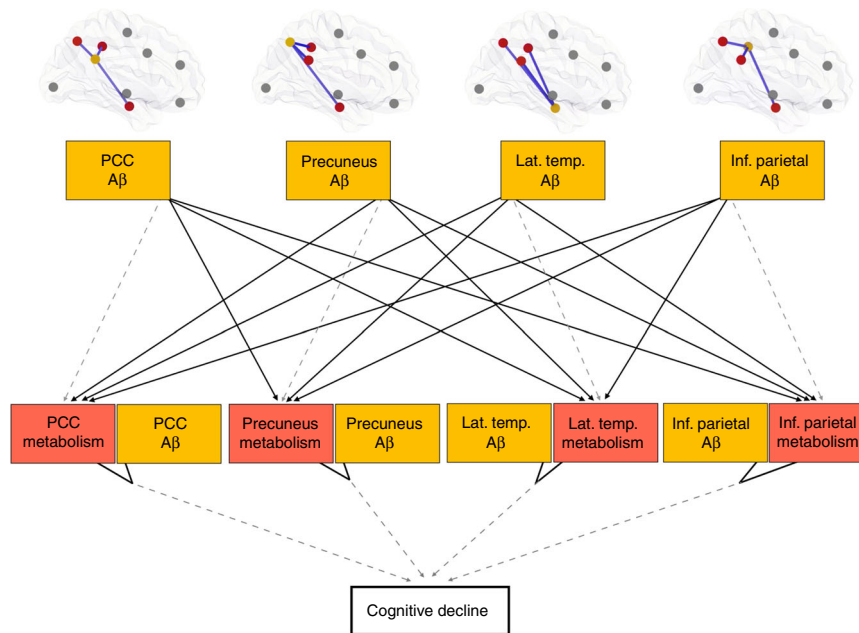 PCC
Aβ
Precuneus
Aβ
Lat. temp.
Aβ
Inf. parietal
Aβ
PCC
metabolism
PCC
Aβ
Precuneus
metabolism
Precuneus
Aβ
Lat. temp.
Aβ
Lat. temp.
metabolism
Inf. parietal
Aβ
Inf. parietal
metabolism
Cognitive decline